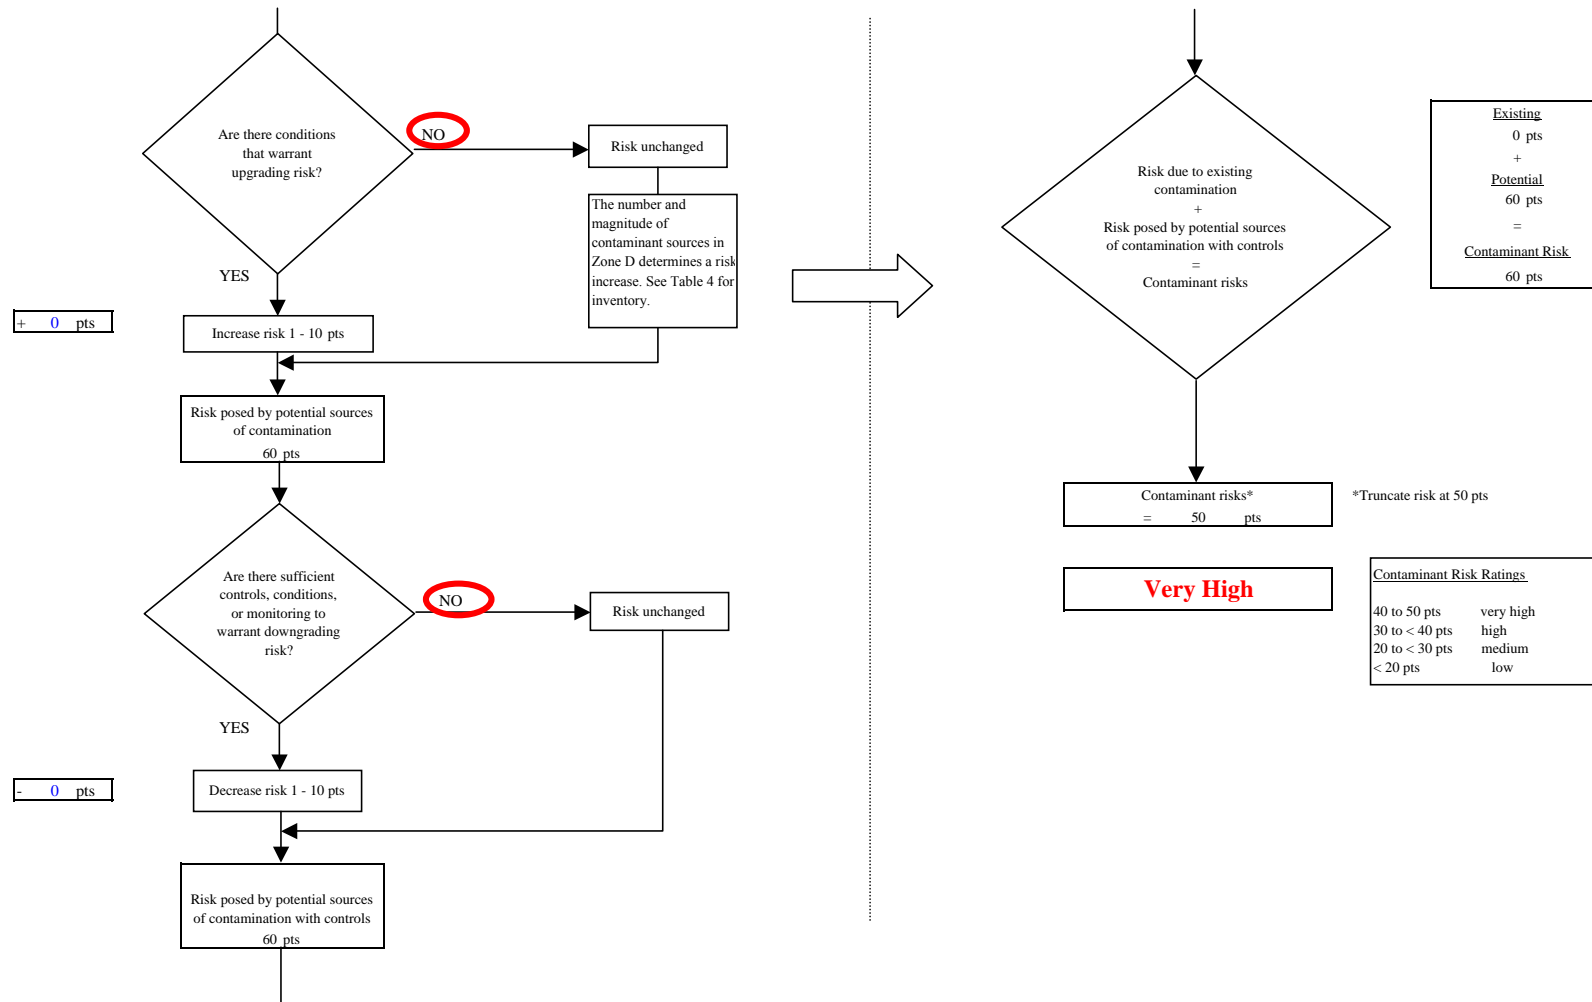 Are there conditions
that warrant
upgrading risk?
NO
Risk unchanged
The number and
magnitude of
contaminant sources in
Zone D determines a risk
increase. See Table 4 for
inventory.
YES
+ 0 pts
Increase risk 1 - 10 pts
Risk posed by potential sources
of contamination
60 pts
Are there sufficient
controls, conditions,
or monitoring to
warrant downgrading
risk?
NO
Risk unchanged
YES
- 0 pts
Decrease risk 1 - 10 pts
Risk posed by potential sources
of contamination with controls
60 pts
Risk due to existing
contamination
+
Risk posed by potential sources
of contamination with controls
=
Contaminant risks
Existing
0 pts
+
Potential
60 pts
=
Contaminant Risk
60 pts
Contaminant risks*
= 50 pts
*Truncate risk at 50 pts
Very High
Contaminant Risk Ratings
40 to 50 pts very high
30 to < 40 pts high
20 to < 30 pts medium
< 20 pts low